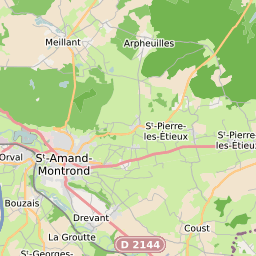 Meillant
Arpheuilles
St-Pierre-
les-Étieux
St-Pierre-
les-Étieux
Orval
St-Amand-
Montrond
Bouzais
Drevant
La Groutte
D 2144
Coust
St-Georges-